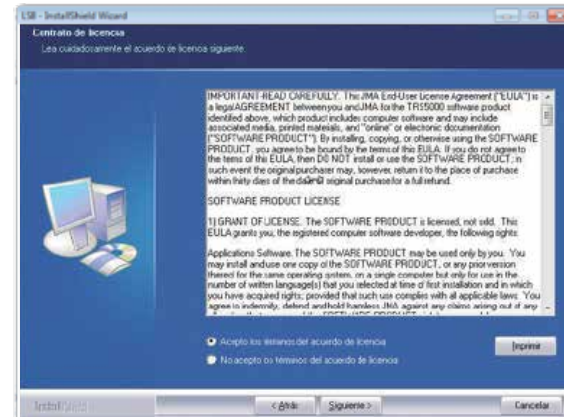 LSB - InstallShield Wizard
Contrato de licencia
Lea cuidadosamente el acuerdo de licencia siguiente.
IMPORTANT-READ CAREFULLY: This JMA End-User License Agreement ("EULA") is
a legal AGREEMENT between you and JMA for the TRS5000 software product
identified above, which product includes computer software and may include
associated media, printed materials, and "online" or electronic documentation
("SOFTWARE PRODUCT"). By installing, copying, or otherwise using the SOFTWARE
PRODUCT, you agree to be bound by the terms of this EULA. If you do not agree to
the terms of this EULA, then DO NOT install or use the SOFTWARE PRODUCT; in
such event the original purchaser may, however, return it to the place of purchase
within thirty days of the original purchase for a full refund.
SOFTWARE PRODUCT LICENSE
1) GRANT OF LICENSE. The SOFTWARE PRODUCT is licensed, not sold. This
EULA grants you, the registered computer software developer, the following rights:
Applications Software. The SOFTWARE PRODUCT may be used only by you. You
may install and use one copy of the SOFTWARE PRODUCT, or any prior version
thereof for the same operating system, on a single computer but only for use in the
number of written language(s) that you selected at time of first installation and in which
you have acquired rights; provided that such use complies with all applicable laws. You
agree to indemnify, defend and hold harmless JMA against any claims arising out of any
Acepto los términos del acuerdo de licencia
No acepto los términos del acuerdo de licencia
Imprimir
InstallShield
< Atrás
Siguiente >
Cancelar